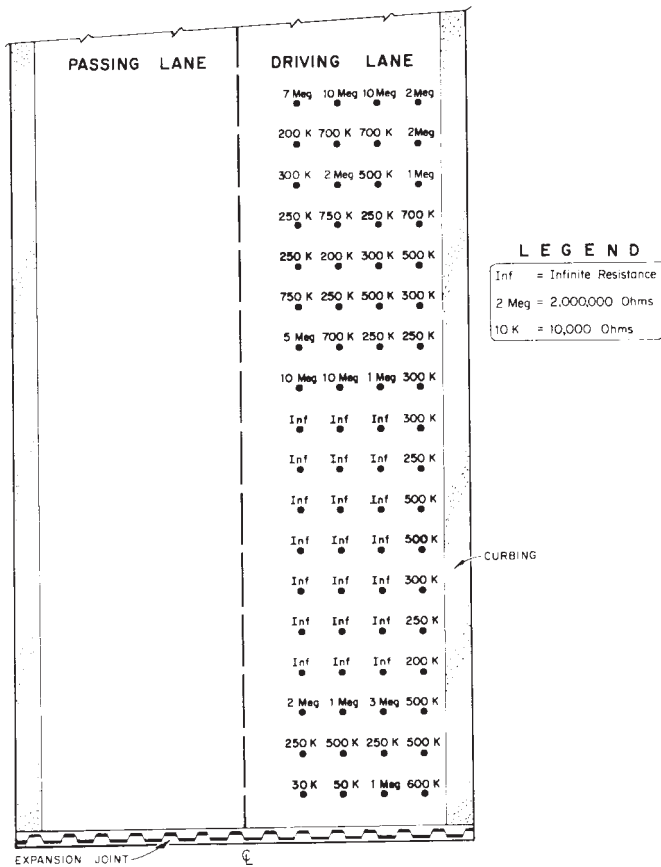 PASSING LANE DRIVING LANE
7 Meg 10 Meg 10 Meg 2 Meg
200 K 700 K 700 K 2 Meg
300 K 2 Meg 500 K 1 Meg
250 K 750 K 250 K 700 K
250 K 200 K 300 K 500 K
750 K 250 K 500 K 300 K
5 Meg 700 K 250 K 250 K
10 Meg 10 Meg 1 Meg 300 K
Inf Inf Inf 300 K
Inf Inf Inf 250 K
Inf Inf Inf 500 K
Inf Inf Inf 500 K
Inf Inf Inf 300 K
Inf Inf Inf 250 K
Inf Inf Inf 200 K
2 Meg 1 Meg 3 Meg 500 K
250 K 500 K 250 K 500 K
30 K 50 K 1 Meg 600 K
LEGEND
Inf = Infinite Resistance
2 Meg = 2,000,000 Ohms
10 K = 10,000 Ohms
CURBING
EXPANSION JOINT
℄